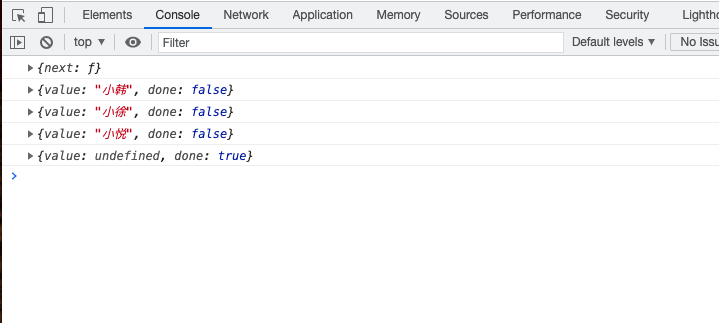 Elements Console Network Application Memory Sources Performance Security Lighthо
top Filter Default levels No Issu
{next: ƒ}
{value: "小韩", done: false}
{value: "小徐", done: false}
{value: "小悦", done: false}
{value: undefined, done: true}